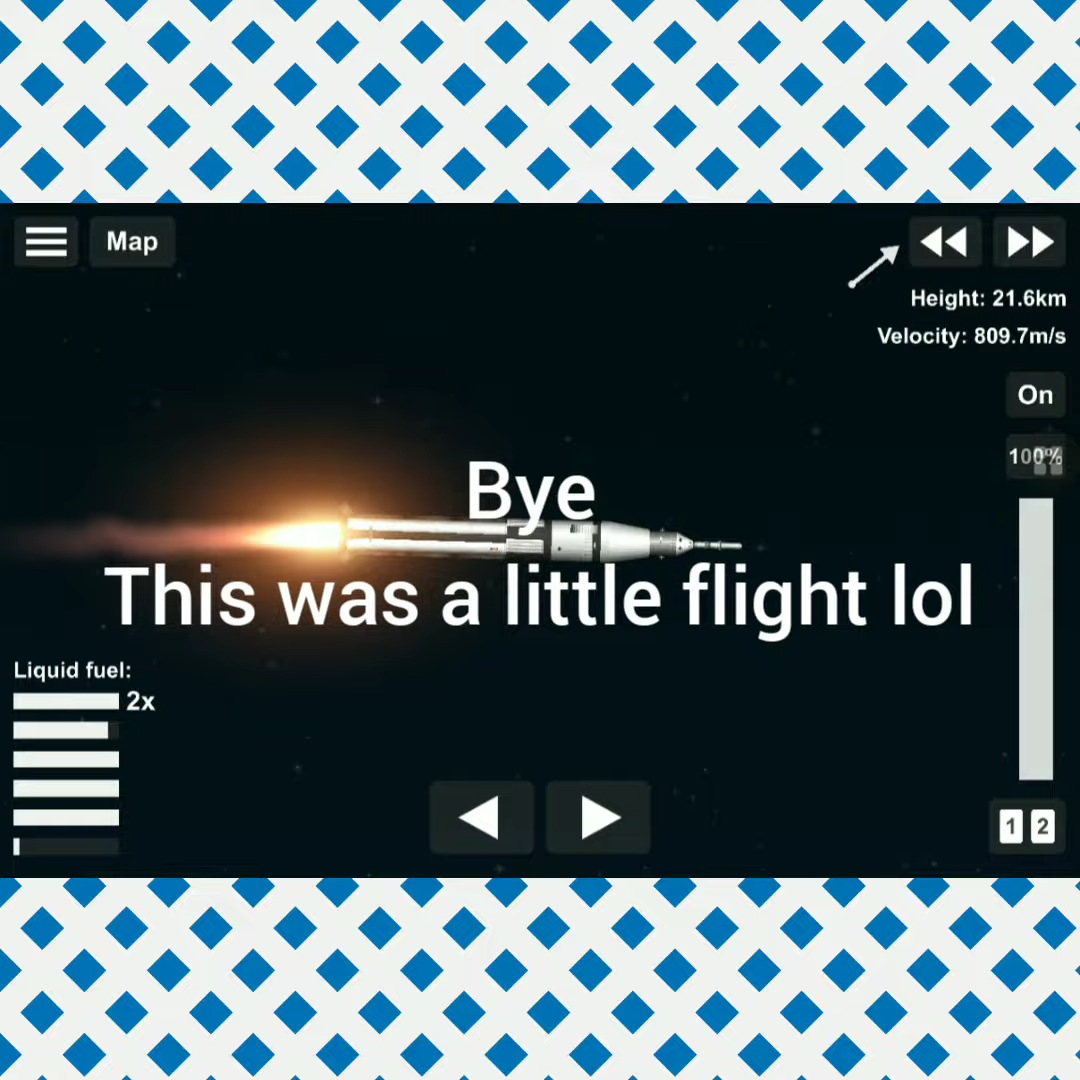 Map
Height: 21.6km
Velocity: 809.7m/s
On
100%
Bye
This was a little flight lol
Liquid fuel:
2x
1 2